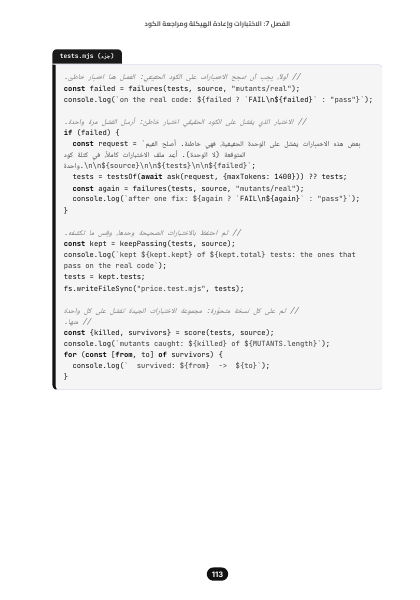 الفصل 7: الاختبارات وإعادة الهيكلة ومراجعة الكود
tests.mjs (جزء)
// أولاً، يجب أن تنجح الاختبارات على الكود الحقيقي: الفشل هنا اختبار خاطئ.
const failed = failures(tests, source, "mutants/real");
console.log(`on the real code: ${failed ? `FAIL\n${failed}` : "pass"}`);
// الاختبار الذي يفشل على الكود الحقيقي اختبار خاطئ: أرسل الفشل مرة واحدة.
if (failed) {
const request = `بعض هذه الاختبارات يفشل على الوحدة الحقيقية، فهي خاطئة. أصلح القيم
المتوقعة (لا الوحدة). أعد ملف الاختبارات كاملاً، في كتلة كود
واحدة.\n\n${source}\n\n${tests}\n\n${failed}`;
tests = testsOf(await ask(request, {maxTokens: 1400})) ?? tests;
const again = failures(tests, source, "mutants/real");
console.log(`after one fix: ${again ? `FAIL\n${again}` : "pass"}`);
}
// ثم احتفظ بالاختبارات الصحيحة وحدها، وقس ما تكشفه.
const kept = keepPassing(tests, source);
console.log(`kept ${kept.kept} of ${kept.total} tests: the ones that
pass on the real code`);
tests = kept.tests;
fs.writeFileSync("price.test.mjs", tests);
// ثم على كل نسخة متحوّرة: مجموعة الاختبارات الجيدة تفشل على كل واحدة
// منها.
const {killed, survivors} = score(tests, source);
console.log(`mutants caught: ${killed} of ${MUTANTS.length}`);
for (const [from, to] of survivors) {
console.log(`  survived: ${from}  ->  ${to}`);
}
113